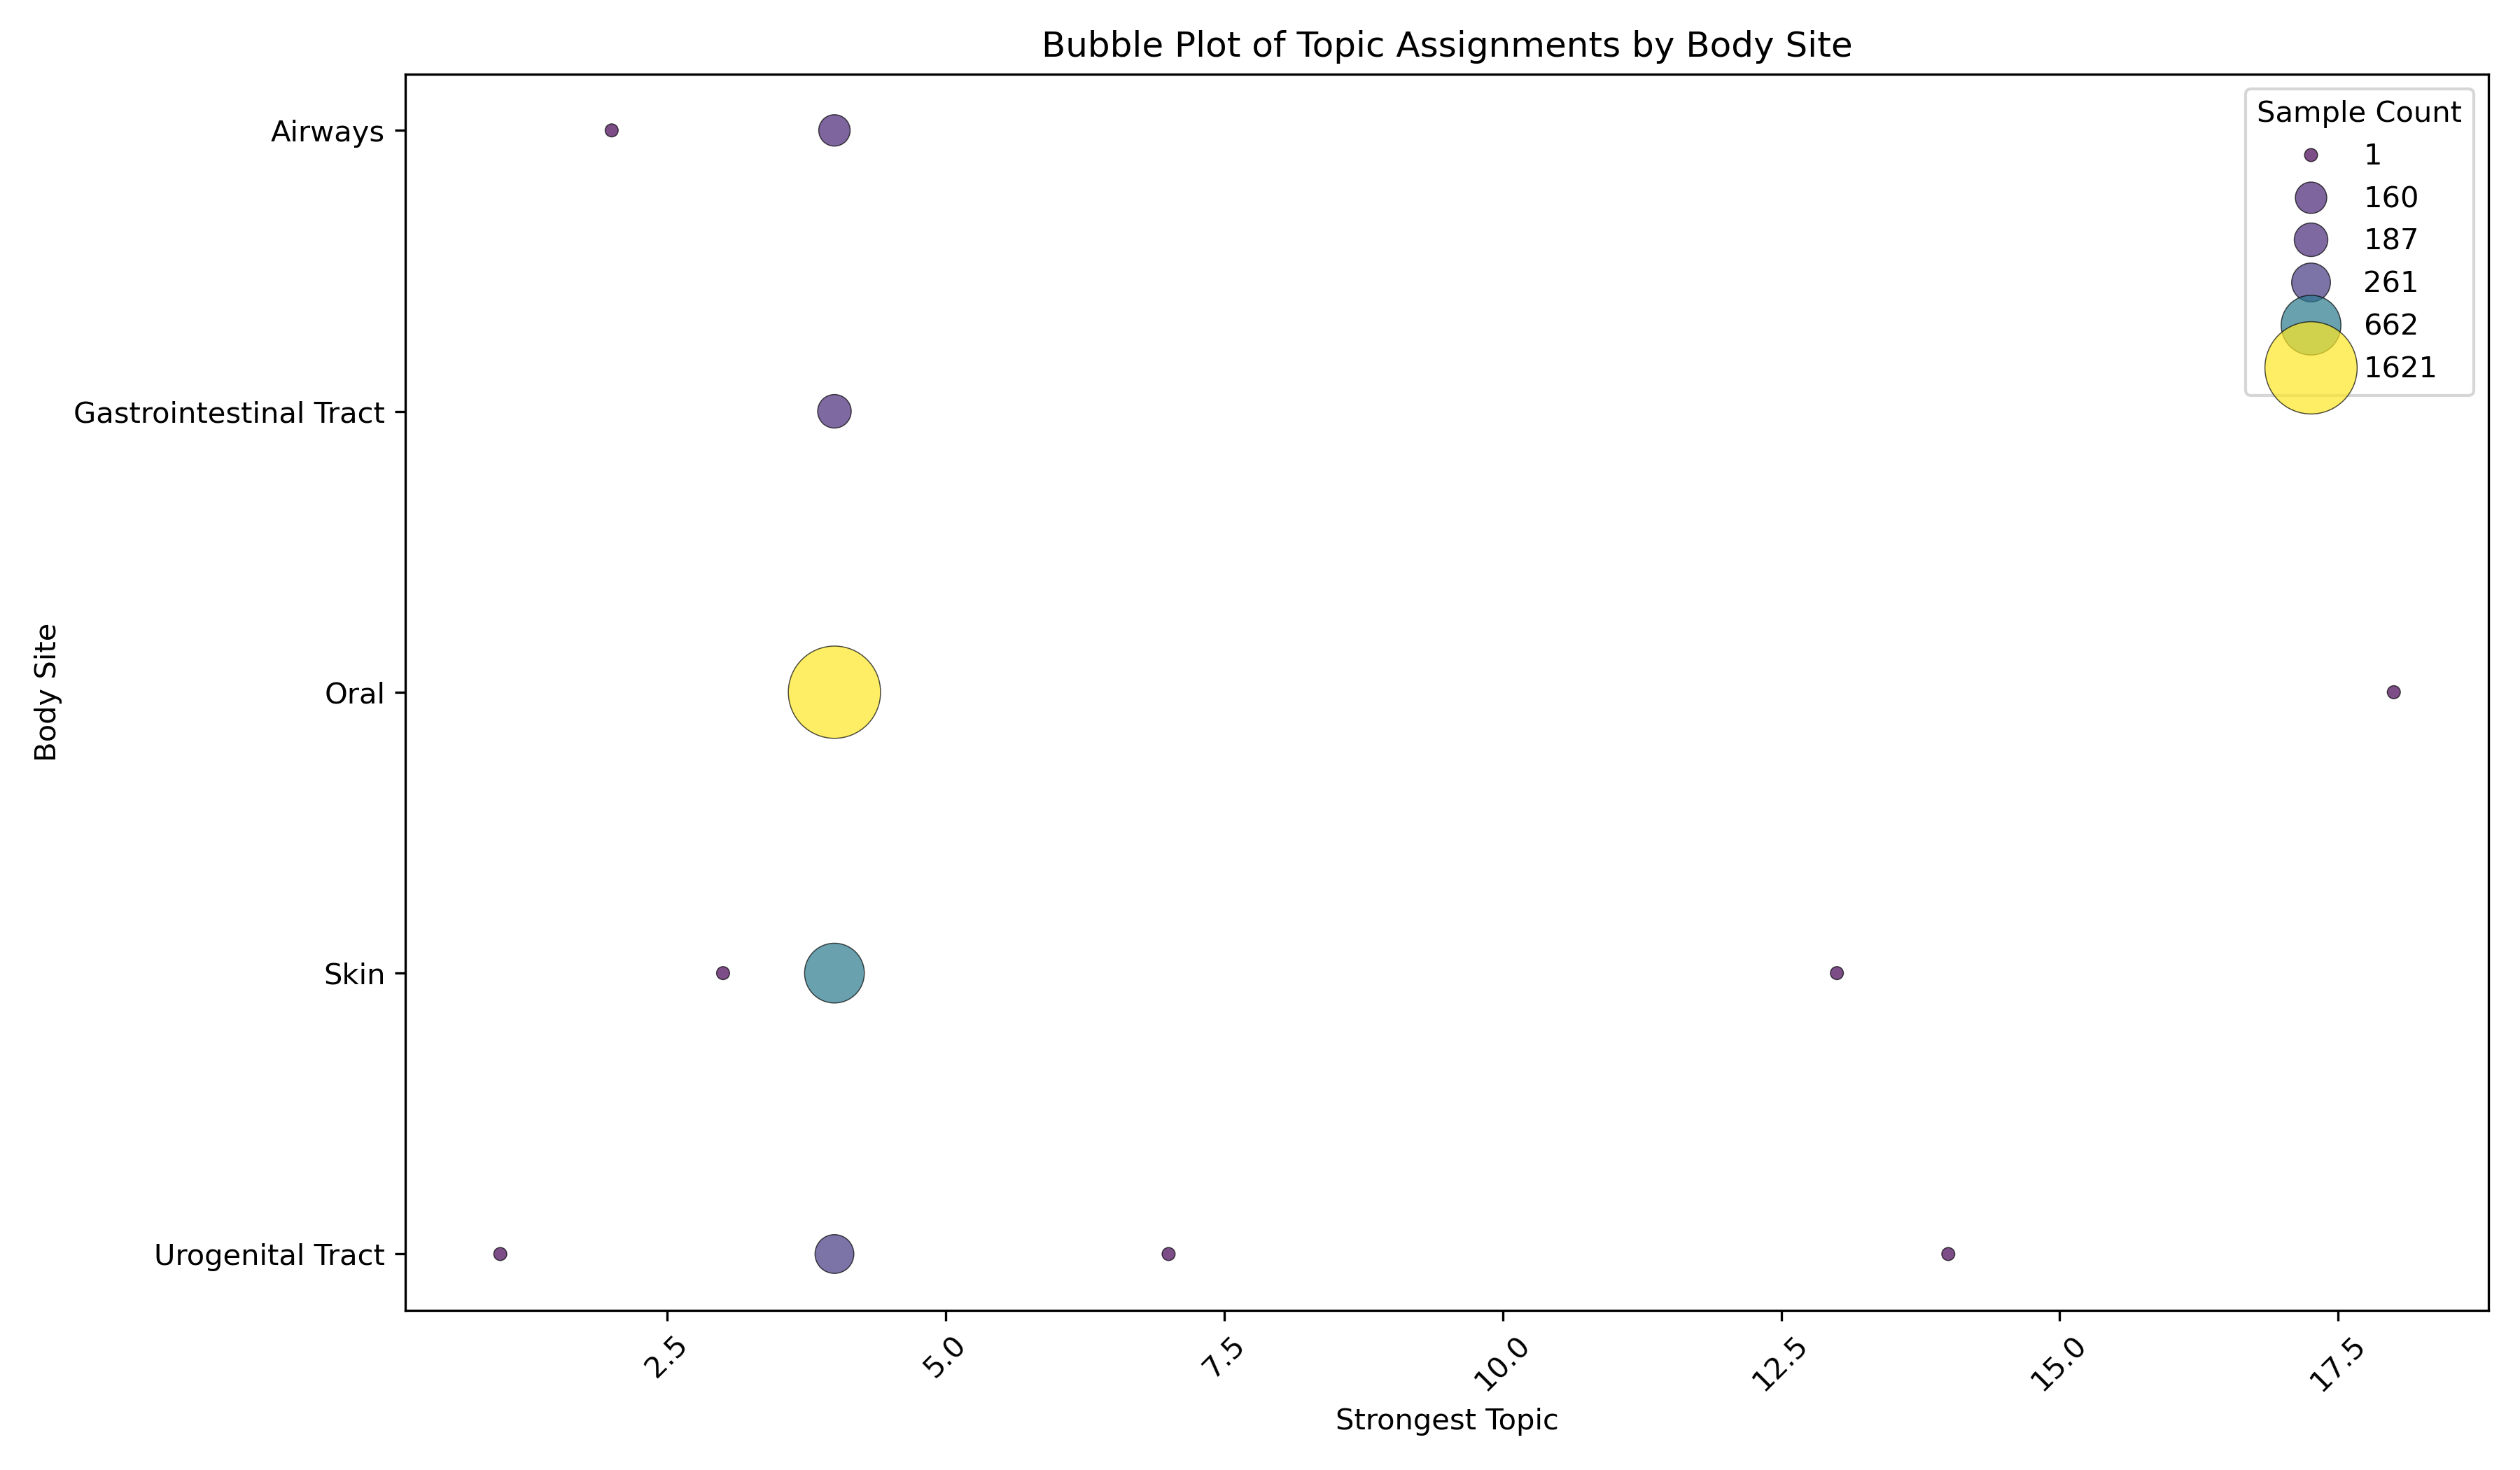 Bubble Plot of Topic Assignments by Body Site
Sample Count
1
160
187
261
662
1621
Body Site
Airways
Gastrointestinal Tract
Oral
Skin
Urogenital Tract
2.5
5.0
7.5
10.0
12.5
15.0
17.5
Strongest Topic